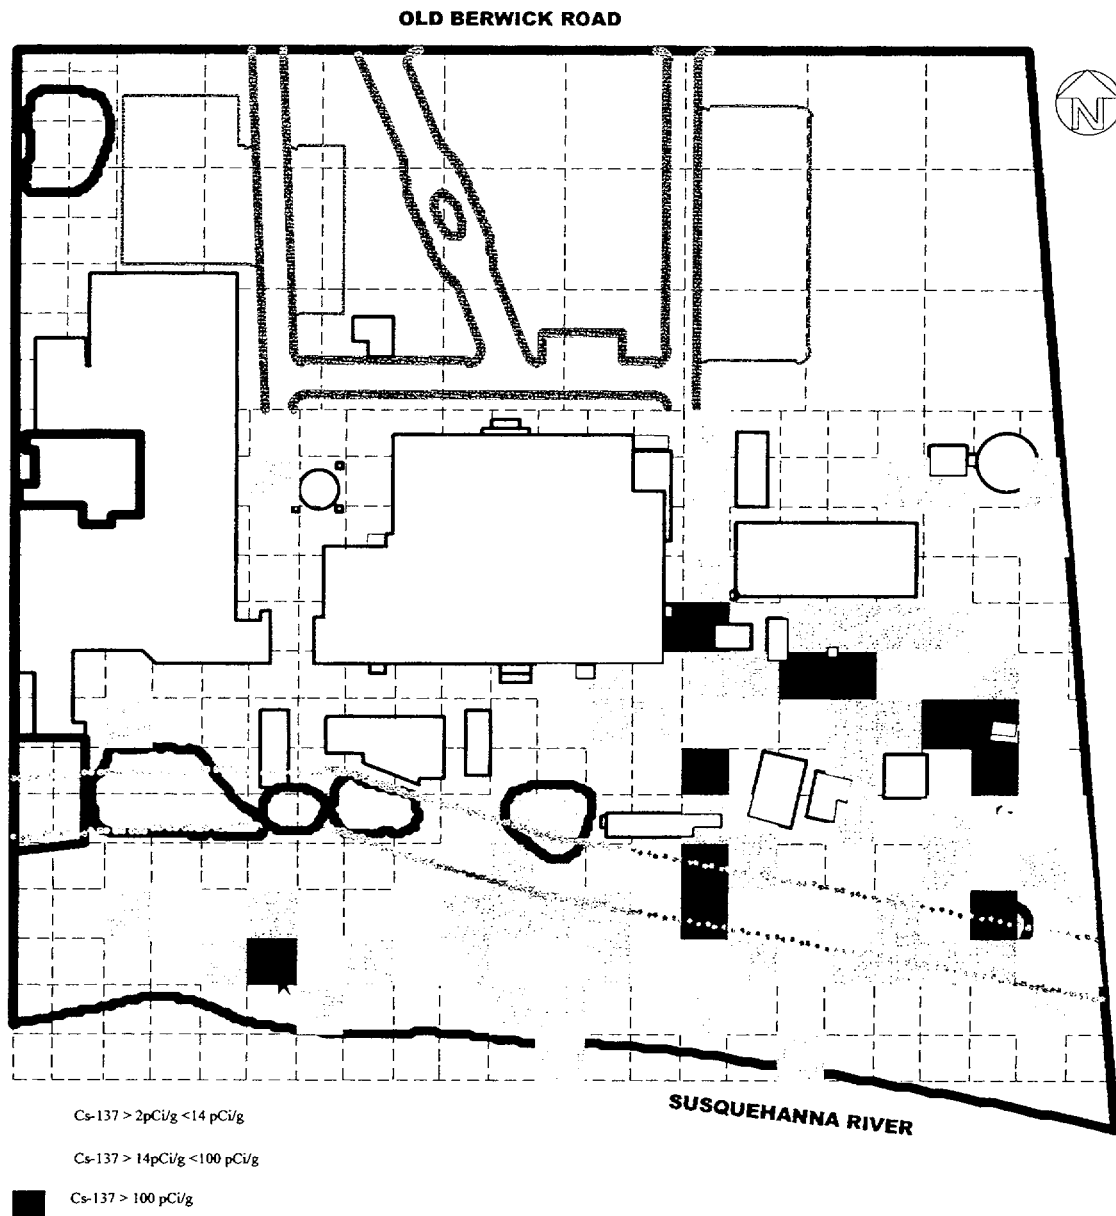 OLD BERWICK ROAD
N
SUSQUEHANNA RIVER
Cs-137 > 2pCi/g <14 pCi/g
Cs-137 > 14pCi/g <100 pCi/g
Cs-137 > 100 pCi/g